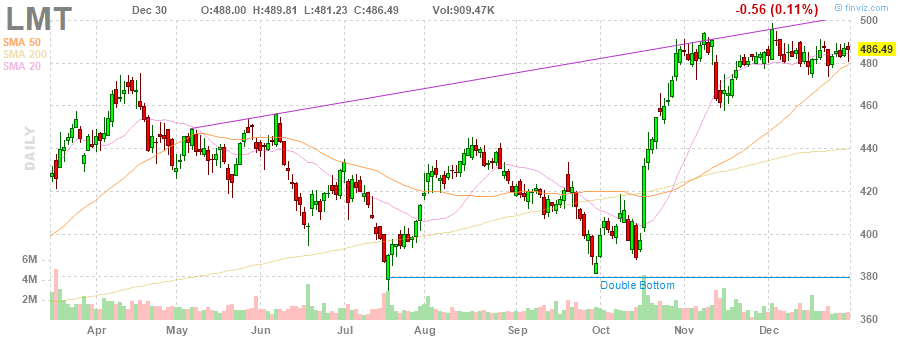 LMT Dec 30 O:488.00 H:489.81 L:481.23 C:486.49 Vol:909.47K -0.56 (0.11%) © finviz.com
SMA 50
SMA 200
SMA 20
DAILY
500
486.49
480
460
440
420
400
380
360
6M
4M
2M
Double Bottom
Apr May Jun Jul Aug Sep Oct Nov Dec